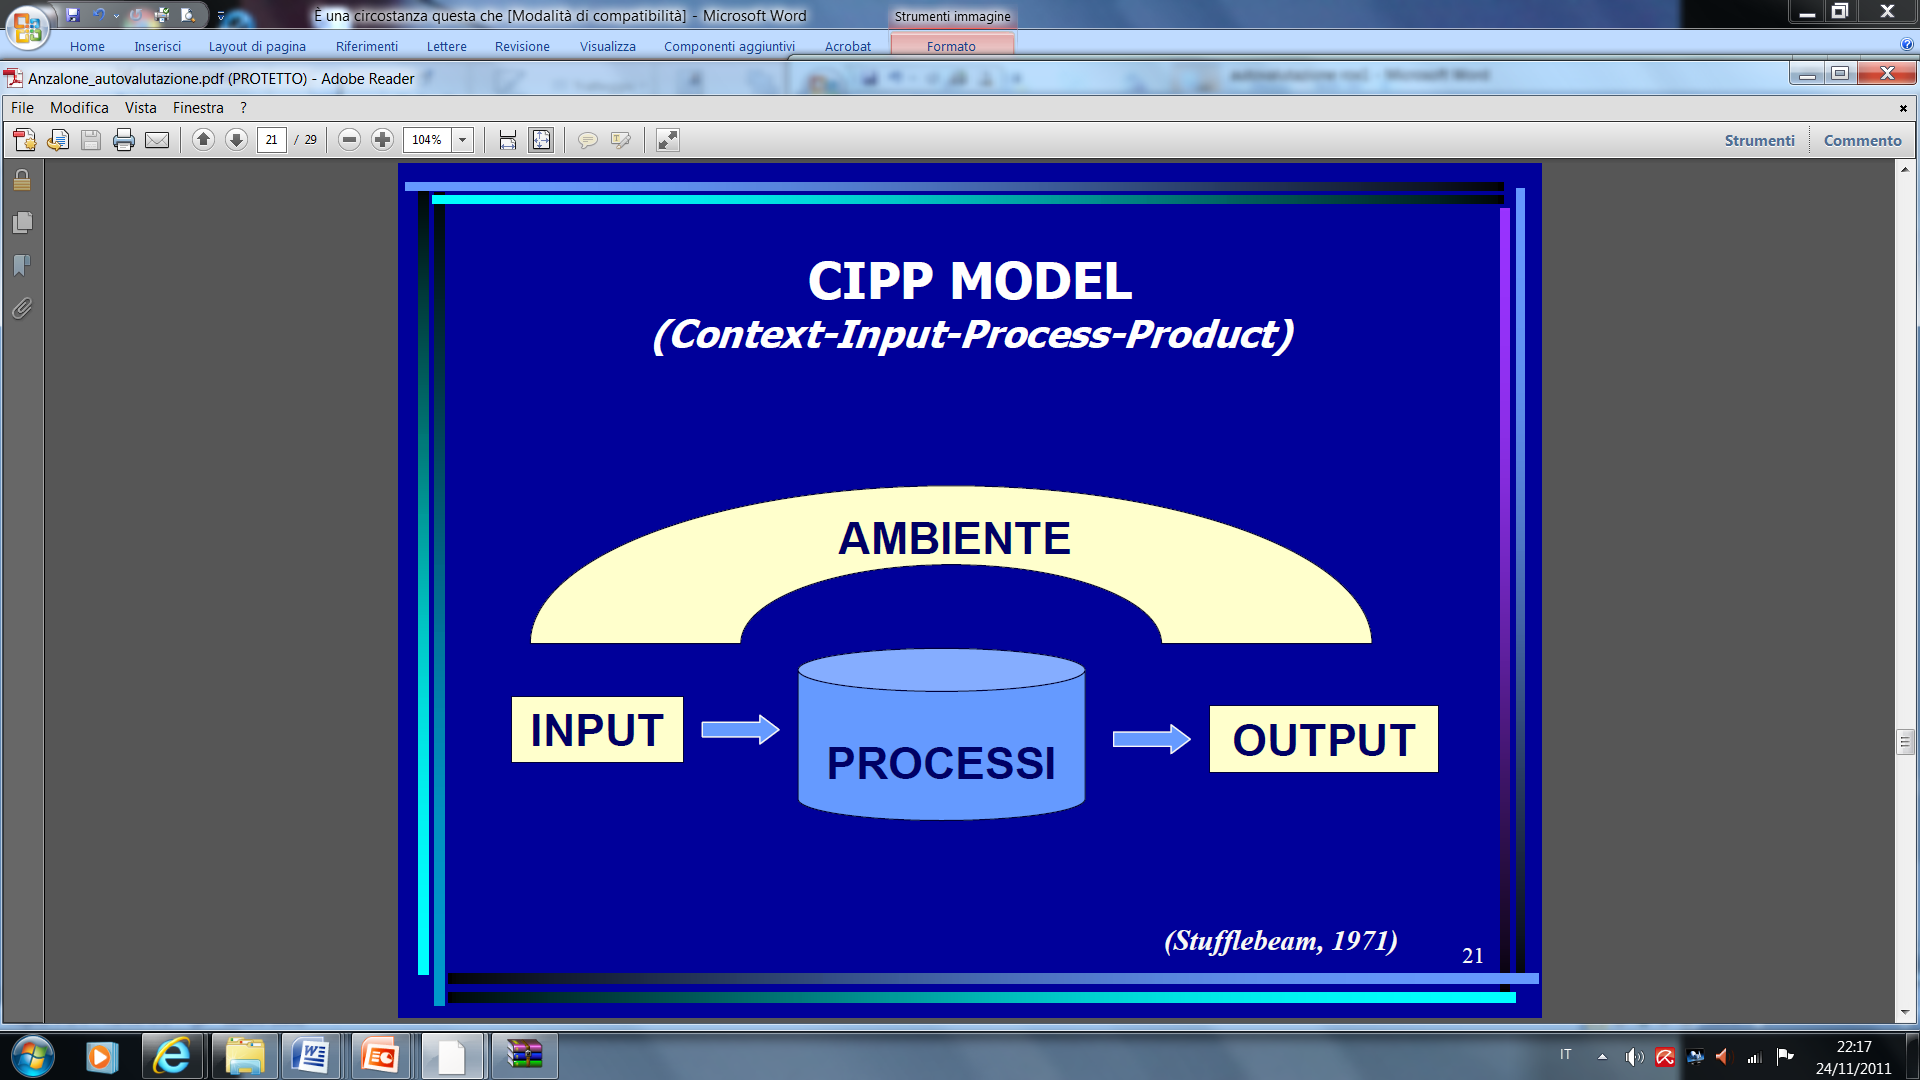 È una circostanza questa che [Modalità di compatibilità] - Microsoft Word
Strumenti immagine
Home Inserisci Layout di pagina Riferimenti Lettere Revisione Visualizza Componenti aggiuntivi Acrobat Formato
Anzalone_autovalutazione.pdf (PROTETTO) - Adobe Reader
File Modifica Vista Finestra ?
21 / 29 104% Strumenti Commento
CIPP MODEL
(Context-Input-Process-Product)
AMBIENTE
INPUT
PROCESSI
OUTPUT
(Stufflebeam, 1971)
21
IT
22:17
24/11/2011